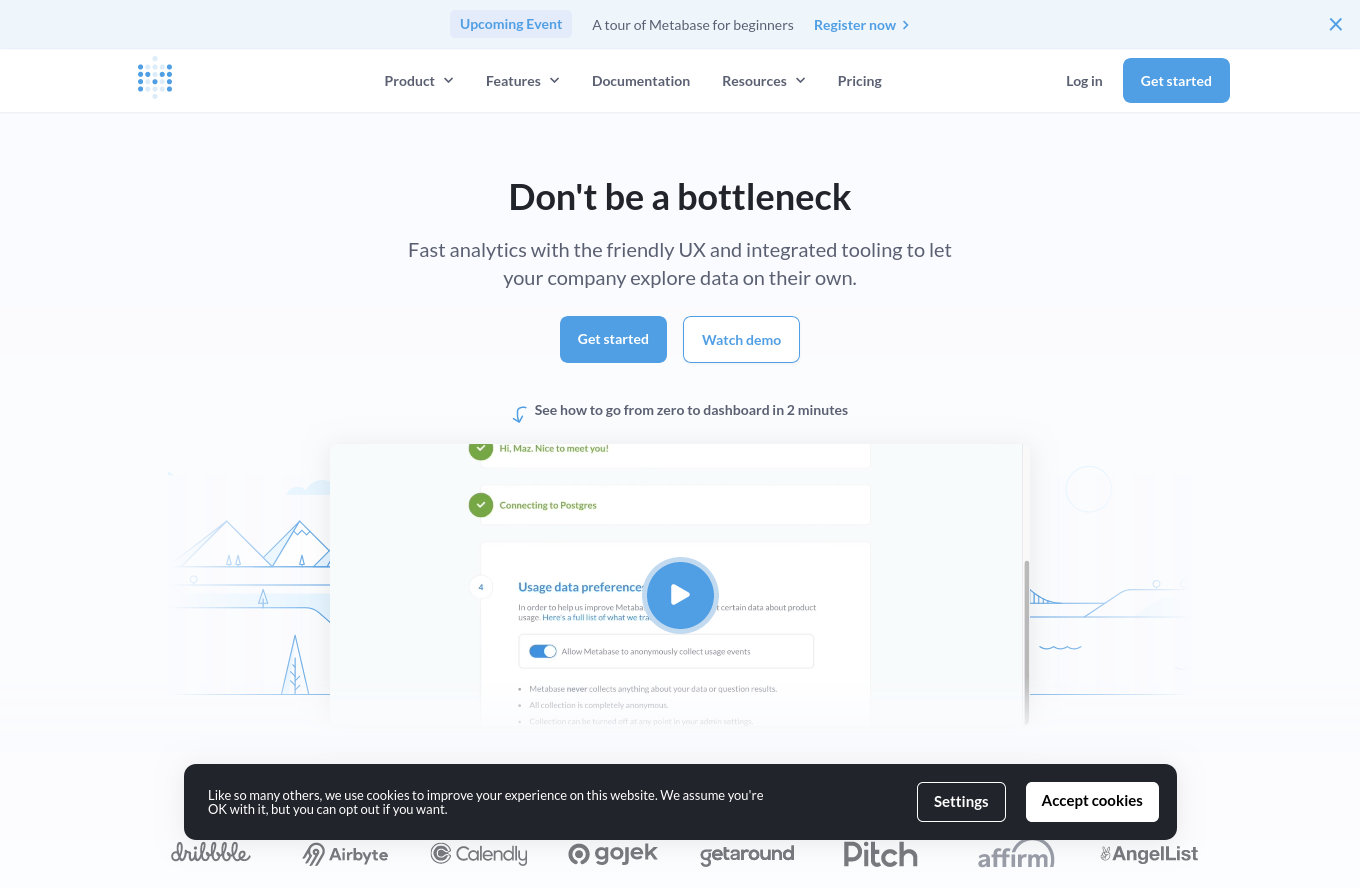 Upcoming Event A tour of Metabase for beginners Register now
Product Features Documentation Resources Pricing Log in Get started
Don't be a bottleneck
Fast analytics with the friendly UX and integrated tooling to let
your company explore data on their own.
Get started Watch demo
See how to go from zero to dashboard in 2 minutes
Hi, Maz. Nice to meet you!
Connecting to Postgres
4 Usage data preferences
In order to help us improve Metaba t certain data about product
usage. Here's a full list of what we tra
Allow Metabase to anonymously collect usage events
• Metabase never collects anything about your data or question results.
• All collection is completely anonymous.
• Collection can be turned off at any point in your admin settings.
Like so many others, we use cookies to improve your experience on this website. We assume you're
OK with it, but you can opt out if you want.
Settings Accept cookies
dribbble Airbyte Calendly gojek getaround Pitch affirm AngelList